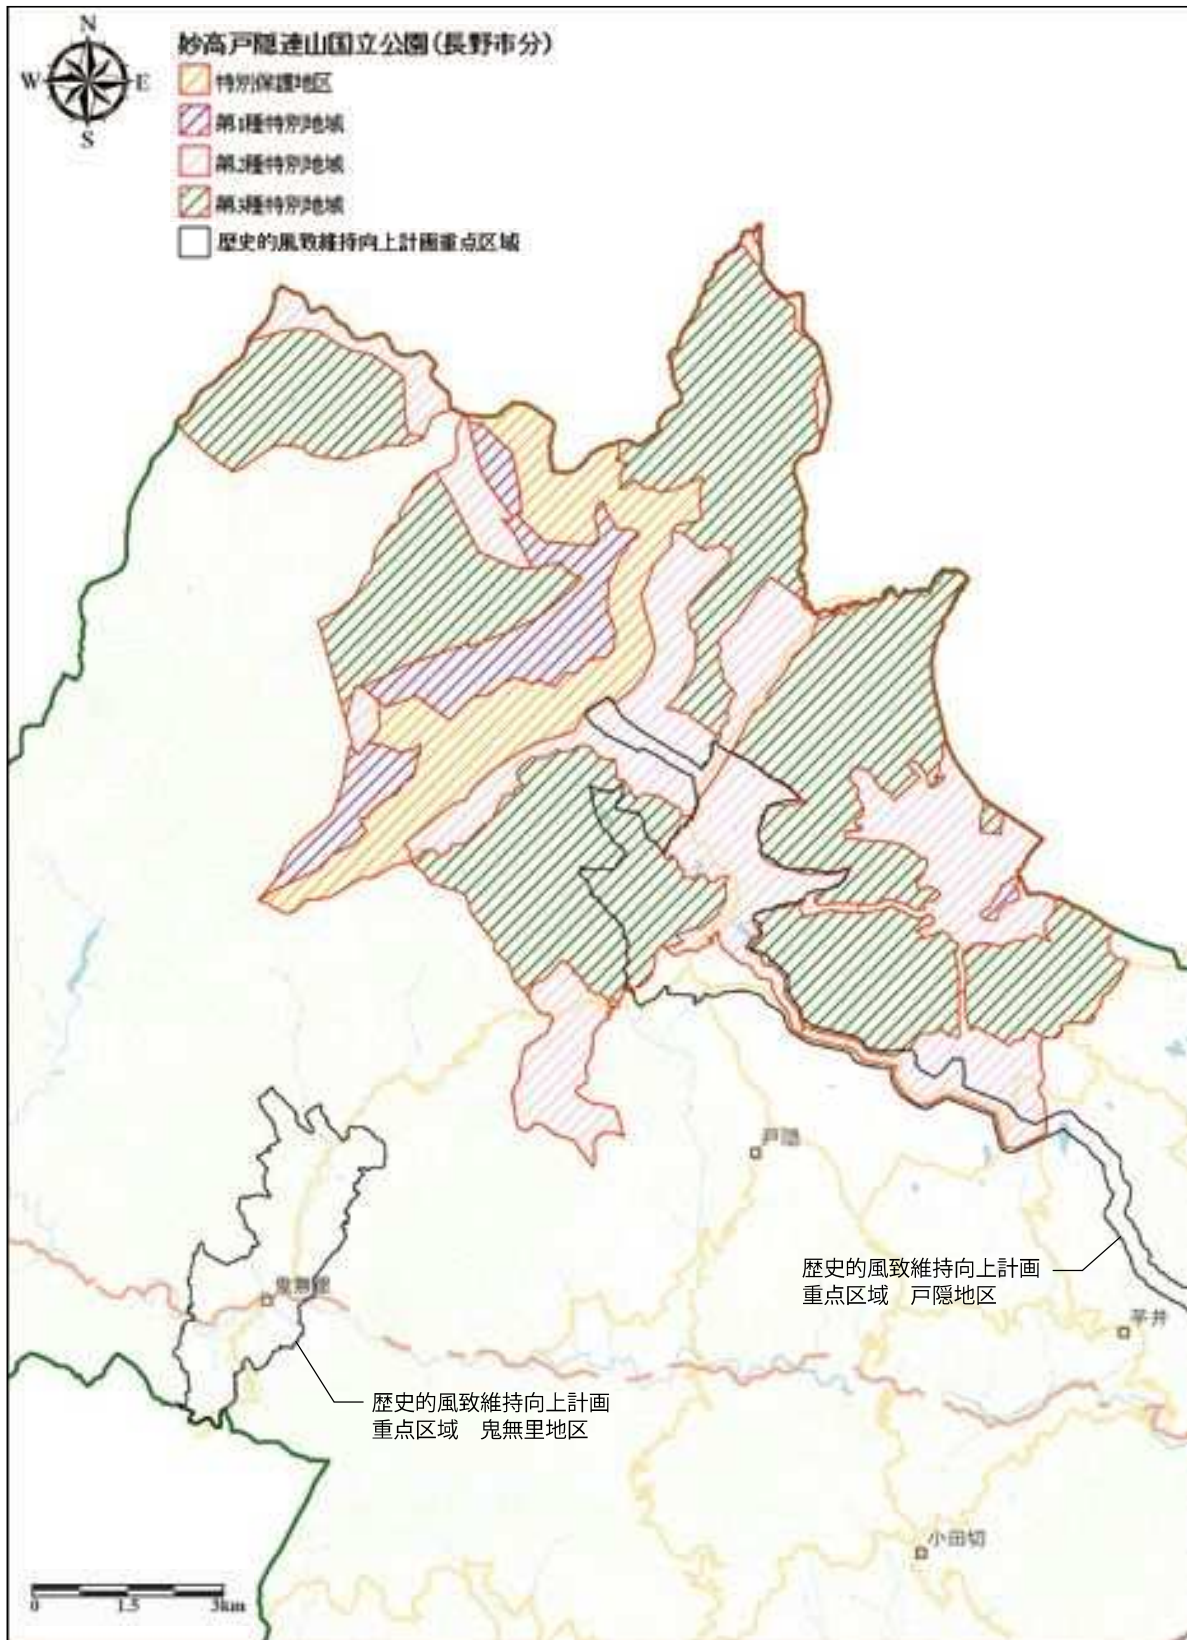 N
W
E
S
妙高戸隠連山国立公園(長野市分)
特別保護地区
第1種特別地域
第2種特別地域
第3種特別地域
歴史的風致維持向上計画重点区域
戸隠
歴史的風致維持向上計画
重点区域 戸隠地区
鬼無里
芋井
歴史的風致維持向上計画
重点区域 鬼無里地区
小田切
0 1.5 3km